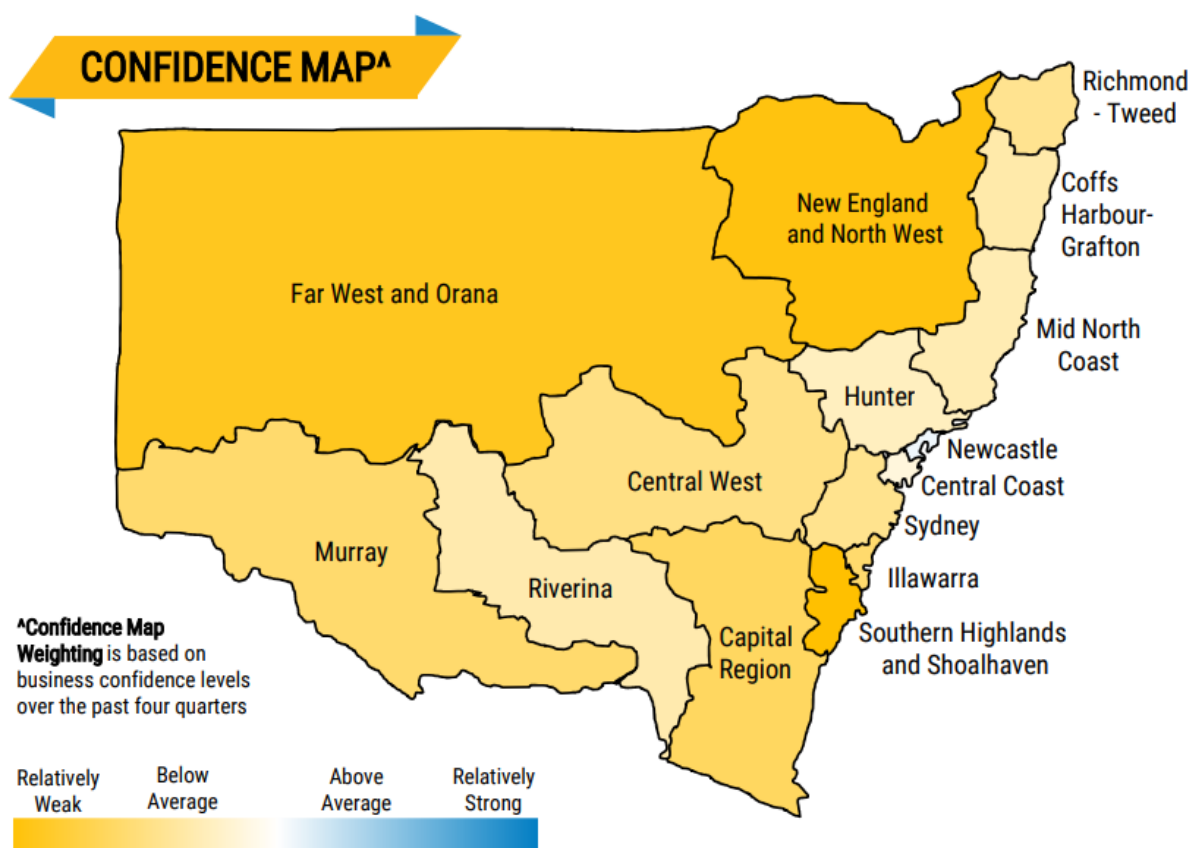 CONFIDENCE MAP^
Richmond
- Tweed
New England
and North West
Coffs
Harbour-
Grafton
Far West and Orana
Mid North
Coast
Hunter
Newcastle
Central West
Central Coast
Sydney
Murray
Illawarra
Riverina
^Confidence Map
Weighting is based on
business confidence levels
over the past four quarters
Capital
Region
Southern Highlands
and Shoalhaven
Relatively
Weak
Below
Average
Above
Average
Relatively
Strong